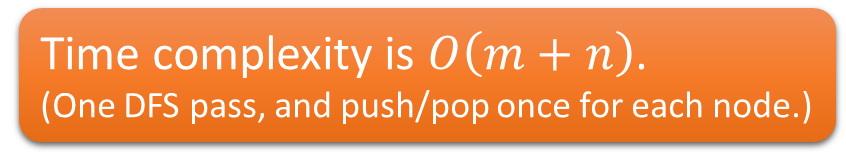 Time complexity is O(m + n).
(One DFS pass, and push/pop once for each node.)